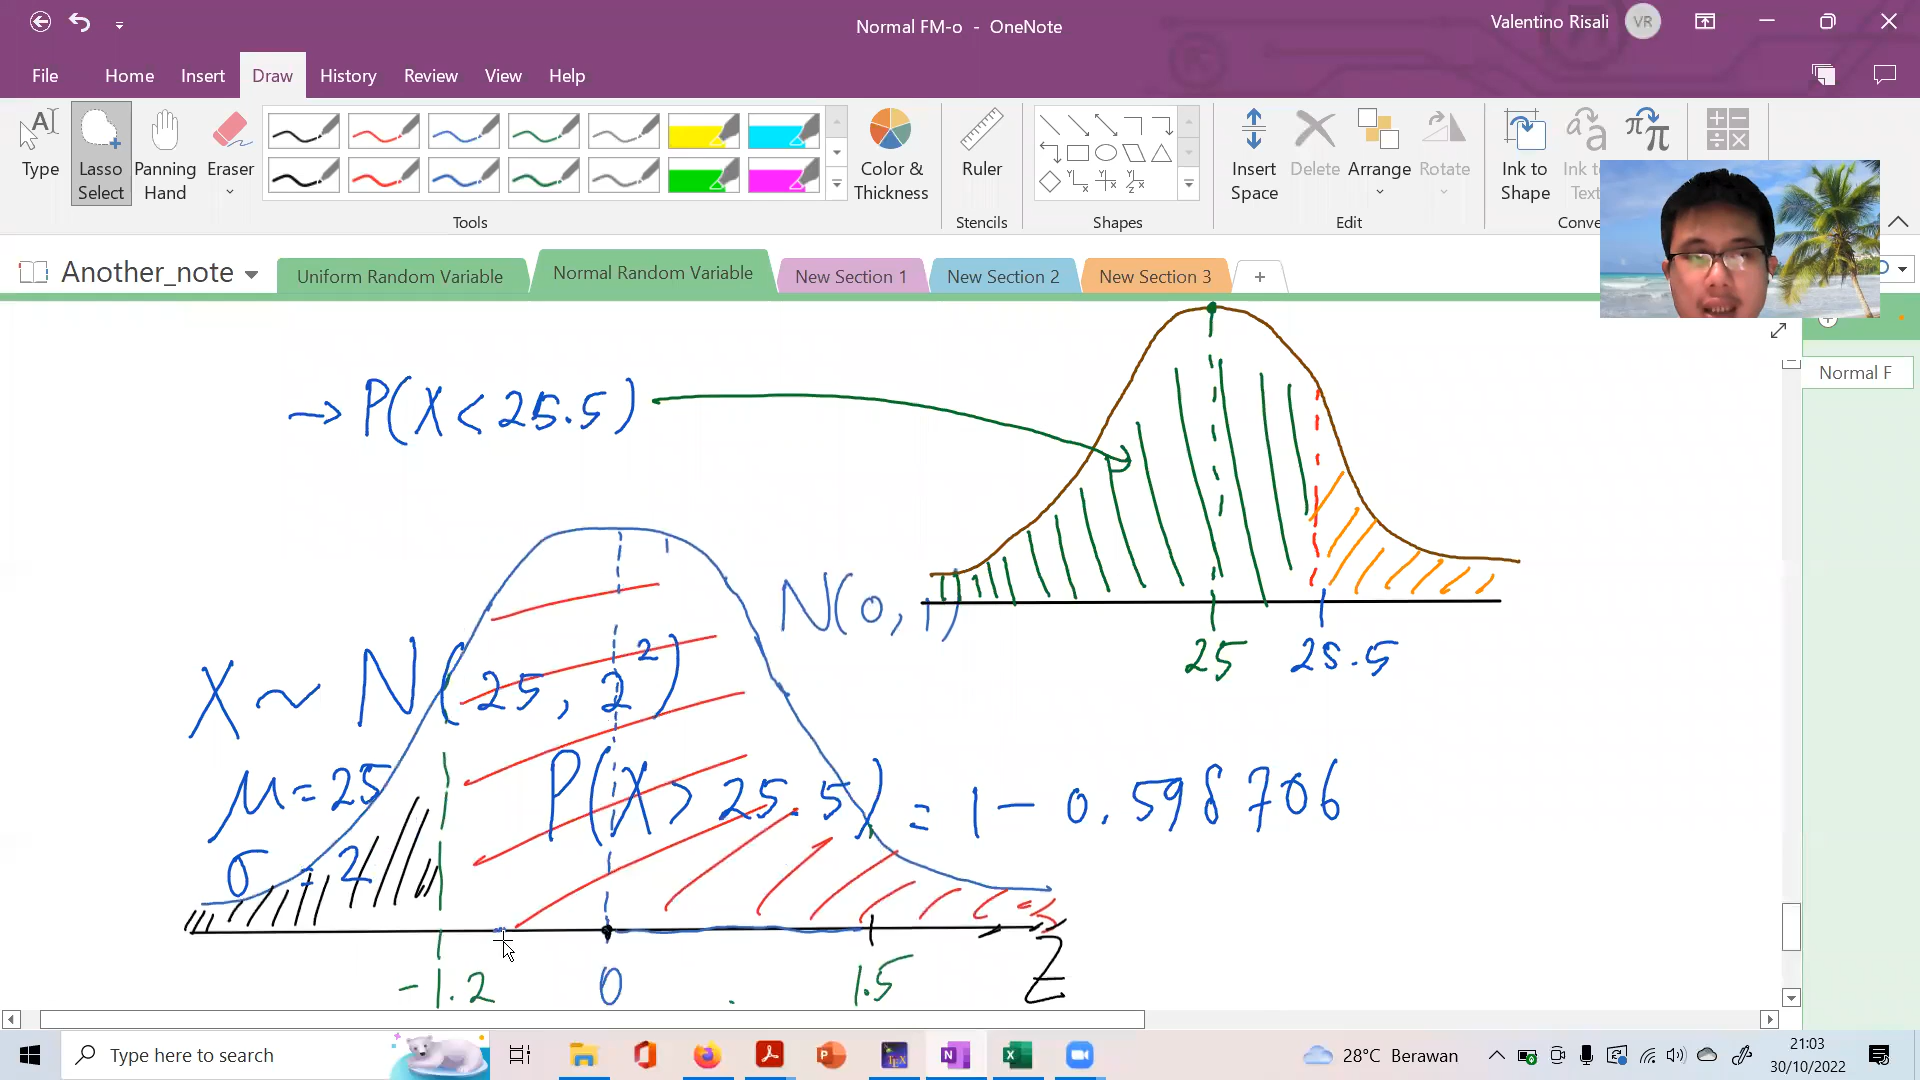 Normal FM-o - OneNote
Valentino Risali
VR
File
Home
Insert
Draw
History
Review
View
Help
Type
Lasso Select
Panning Hand
Eraser
Color & Thickness
Ruler
Insert Space
Delete
Arrange
Rotate
Ink to Shape
Ink to Text
Tools
Stencils
Shapes
Edit
Conve
Another_note
Uniform Random Variable
Normal Random Variable
New Section 1
New Section 2
New Section 3
+
Normal F
→ P(X < 25.5)
N(0, 1)
25
25.5
X ~ N(25, 2²)
μ = 25
P(X > 25.5) = 1 - 0.598706
σ = 2
-1.2
0
1.5
Z
Type here to search
28°C Berawan
21:03
30/10/2022